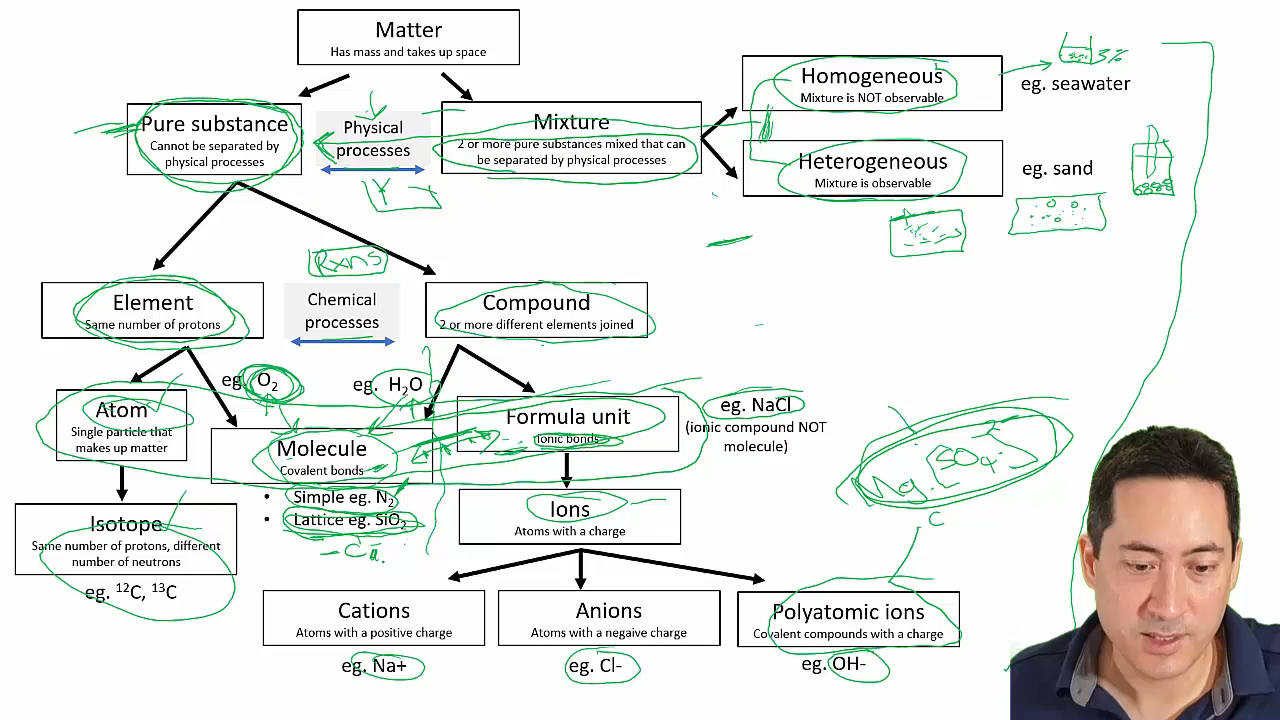 Matter
Has mass and takes up space
Pure substance
Cannot be separated by
physical processes
Physical
processes
Mixture
2 or more pure substances mixed that can
be separated by physical processes
Homogeneous
Mixture is NOT observable
eg. seawater
3%
Heterogeneous
Mixture is observable
eg. sand
Rxns
Element
Same number of protons
Chemical
processes
Compound
2 or more different elements joined
eg. O₂
eg. H₂O
Atom
Single particle that
makes up matter
Molecule
Covalent bonds
• Simple eg. N₂
• Lattice eg. SiO₂
Formula unit
Ionic bonds
eg. NaCl
(ionic compound NOT
molecule)
Mg [SO₄]
C
Isotope
Same number of protons, different
number of neutrons
eg. ¹²C, ¹³C
Ions
Atoms with a charge
Cations
Atoms with a positive charge
eg. Na+
Anions
Atoms with a negaive charge
eg. Cl-
Polyatomic ions
Covalent compounds with a charge
eg. OH-